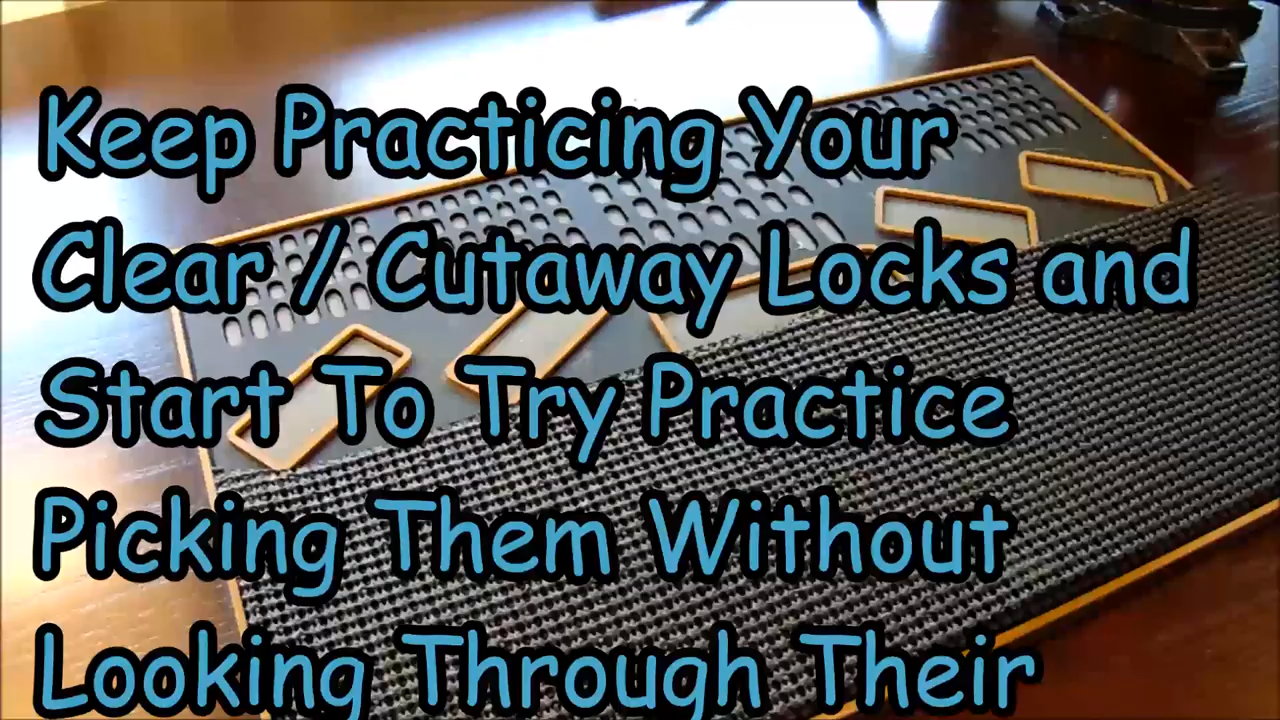 Keep Practicing Your
Clear / Cutaway Locks and
Start To Try Practice
Picking Them Without
Looking Through Their